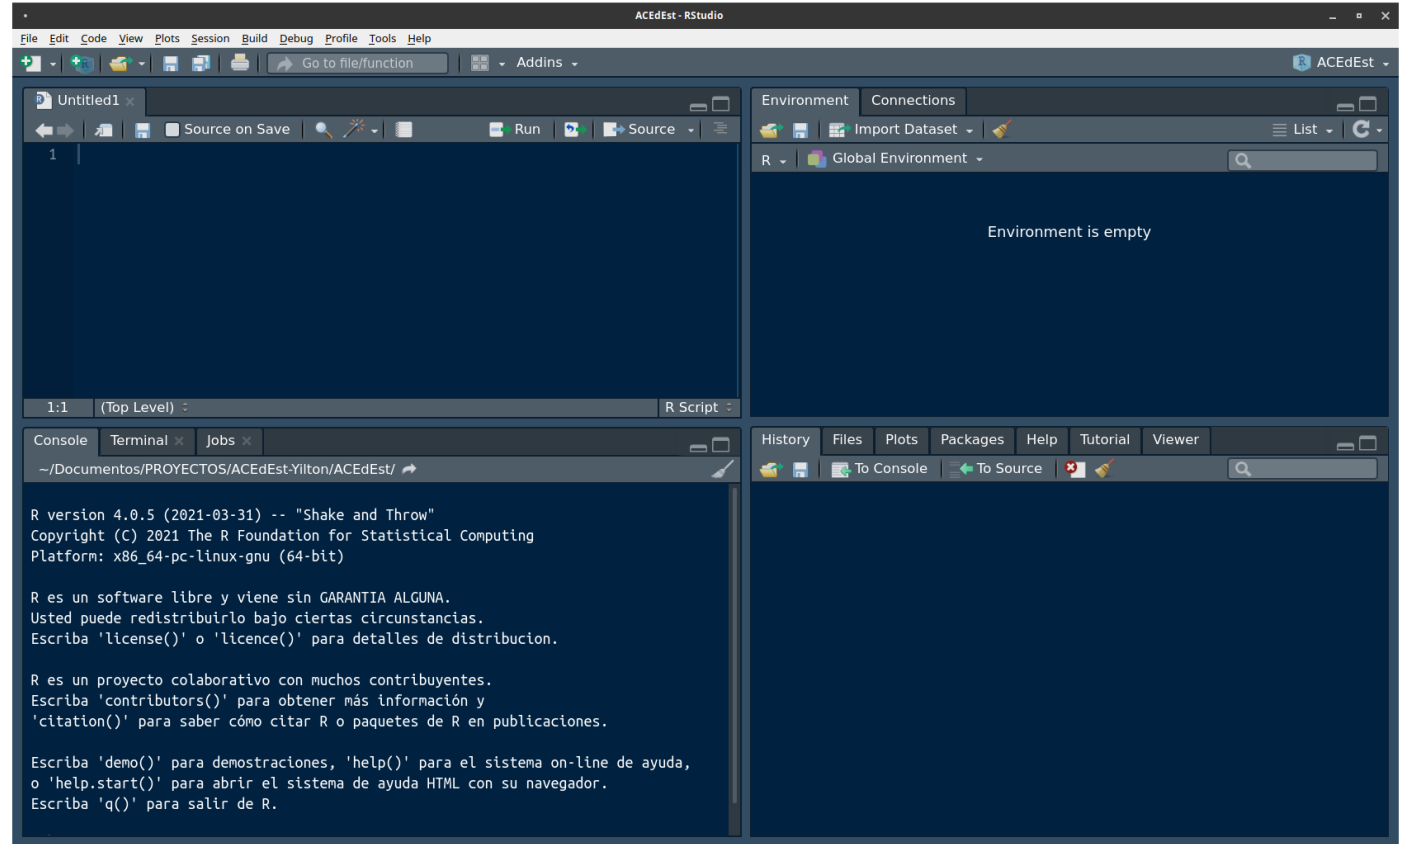 ACEdEst - RStudio
File Edit Code View Plots Session Build Debug Profile Tools Help
Go to file/function Addins ACEdEst
Untitled1
Source on Save Run Source
1
1:1 (Top Level) R Script
Environment Connections
Import Dataset List
R Global Environment
Environment is empty
Console Terminal Jobs
~/Documentos/PROYECTOS/ACEdEst-Yilton/ACEdEst/
R version 4.0.5 (2021-03-31) -- "Shake and Throw"
Copyright (C) 2021 The R Foundation for Statistical Computing
Platform: x86_64-pc-linux-gnu (64-bit)
R es un software libre y viene sin GARANTIA ALGUNA.
Usted puede redistribuirlo bajo ciertas circunstancias.
Escriba 'license()' o 'licence()' para detalles de distribucion.
R es un proyecto colaborativo con muchos contribuyentes.
Escriba 'contributors()' para obtener más información y
'citation()' para saber cómo citar R o paquetes de R en publicaciones.
Escriba 'demo()' para demostraciones, 'help()' para el sistema on-line de ayuda,
o 'help.start()' para abrir el sistema de ayuda HTML con su navegador.
Escriba 'q()' para salir de R.
History Files Plots Packages Help Tutorial Viewer
To Console To Source